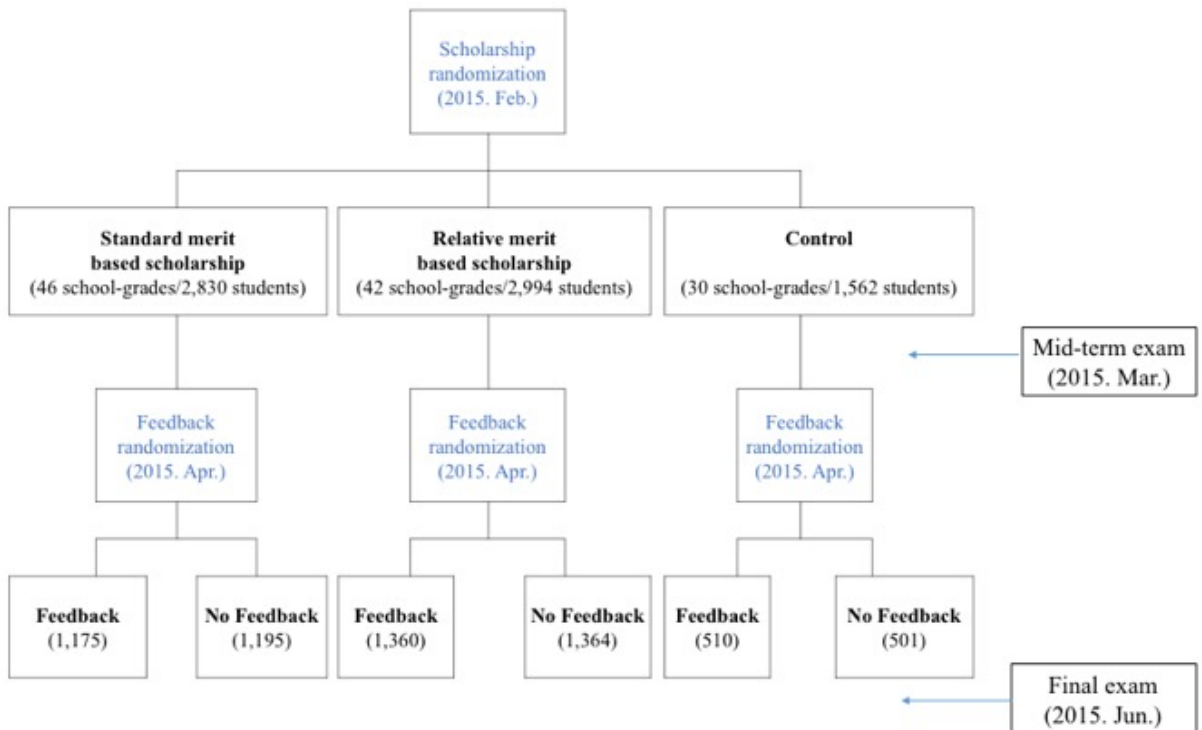 Scholarship
randomization
(2015. Feb.)
Standard merit
based scholarship
(46 school-grades/2,830 students)
Relative merit
based scholarship
(42 school-grades/2,994 students)
Control
(30 school-grades/1,562 students)
Mid-term exam
(2015. Mar.)
Feedback
randomization
(2015. Apr.)
Feedback
randomization
(2015. Apr.)
Feedback
randomization
(2015. Apr.)
Feedback
(1,175)
No Feedback
(1,195)
Feedback
(1,360)
No Feedback
(1,364)
Feedback
(510)
No Feedback
(501)
Final exam
(2015. Jun.)